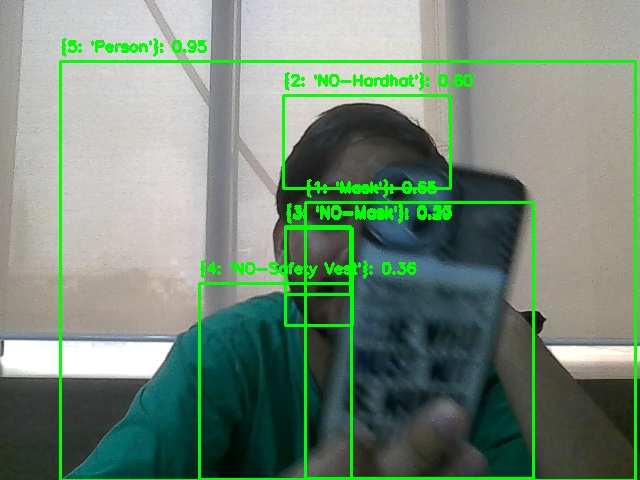 {5: 'Person'}: 0.95
{2: 'NO-Hardhat'}: 0.60
{1: 'Mask'}: 0.65
'NO-Mask'}:
{4: 'NO-Safety Vest'}: 0.36